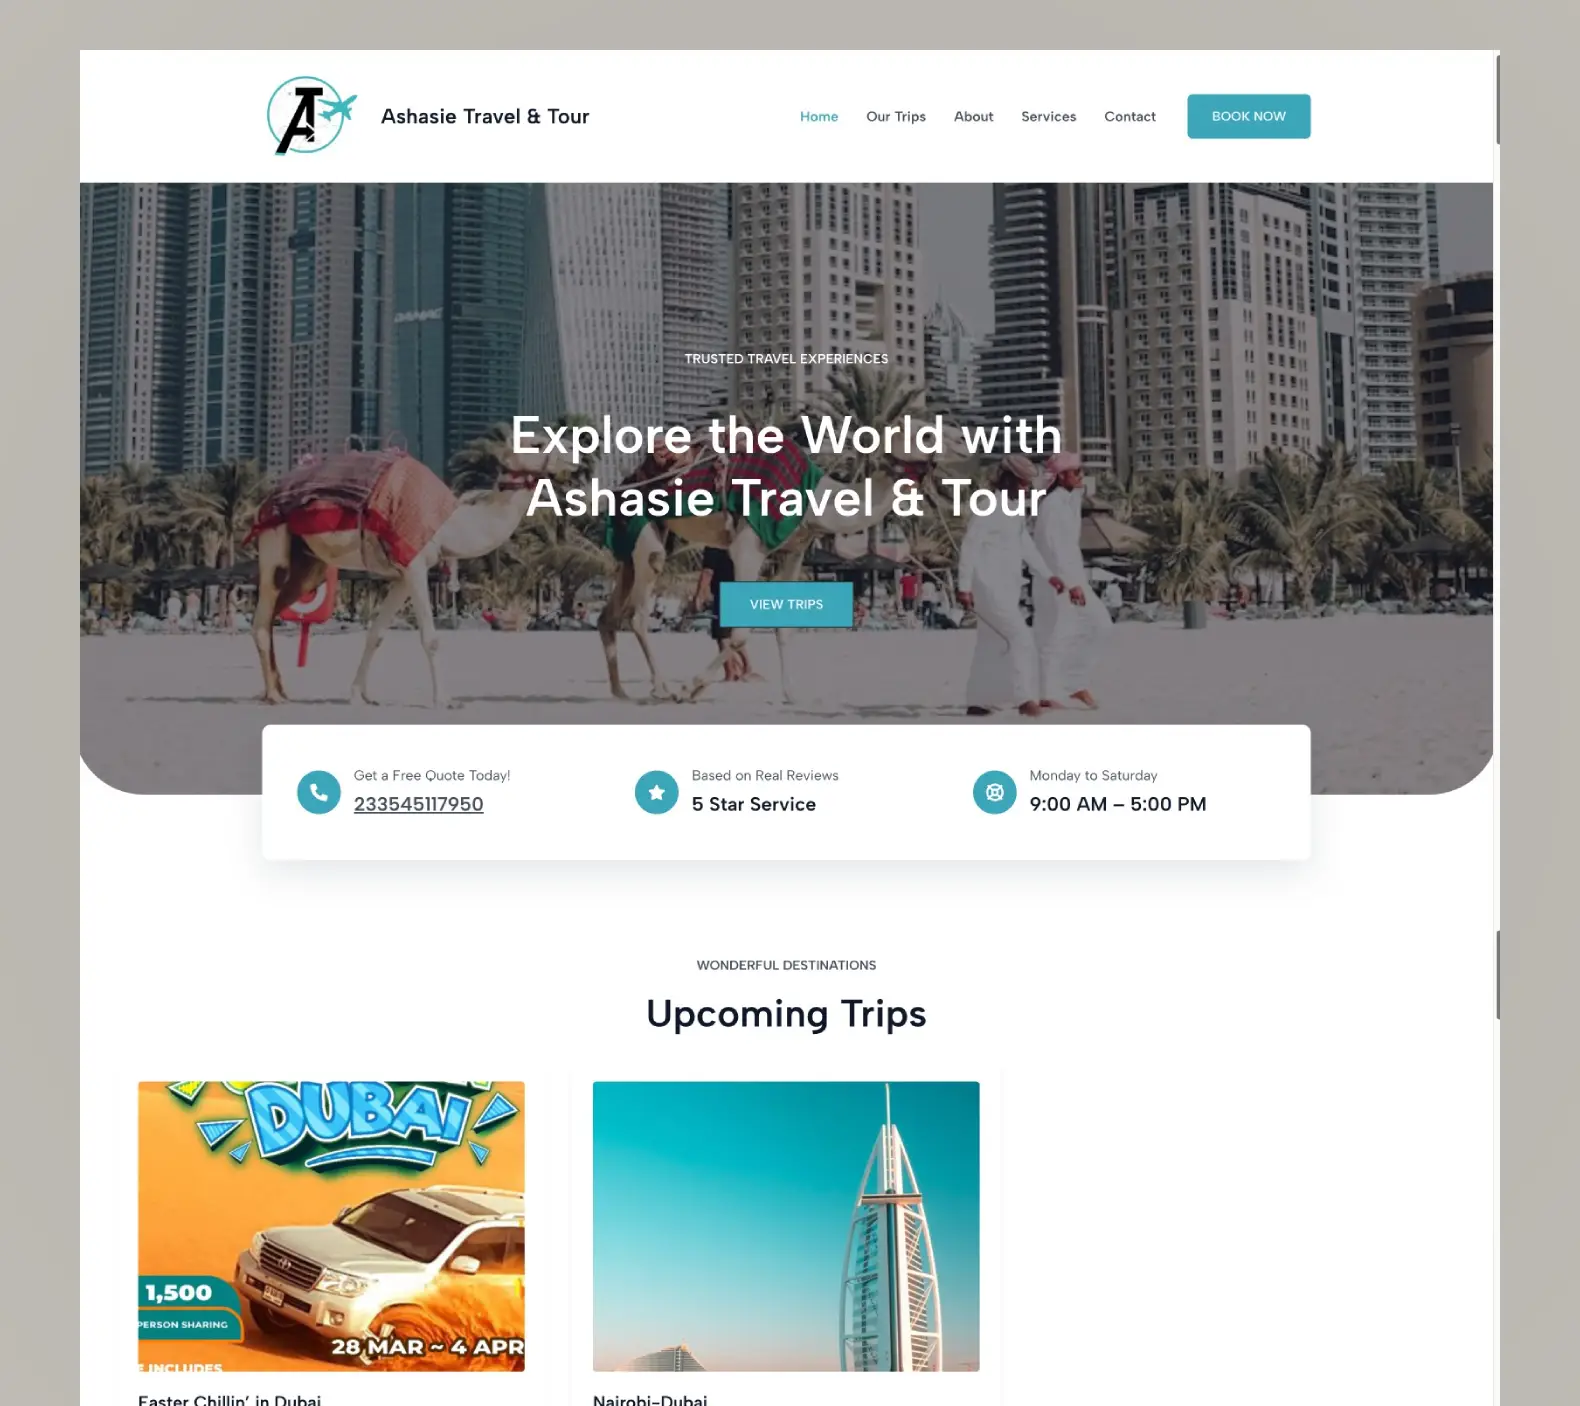 Ashasie Travel & Tour
Home
Our Trips
About
Services
Contact
BOOK NOW
DAMAC
TRUSTED TRAVEL EXPERIENCES
Explore the World with
Ashasie Travel & Tour
VIEW TRIPS
Get a Free Quote Today!
233545117950
Based on Real Reviews
5 Star Service
Monday to Saturday
9:00 AM – 5:00 PM
WONDERFUL DESTINATIONS
Upcoming Trips
DUBAI
1,500
PERSON SHARING
28 MAR ~ 4 APR
INCLUDES
Easter Chillin’ in Dubai
Nairobi–Dubai